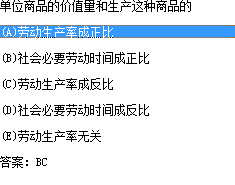 单位商品的价值量和生产这种商品的
(A)劳动生产率成正比
(B)社会必要劳动时间成正比
(C)劳动生产率成反比
(D)社会必要劳动时间成反比
(E)劳动生产率无关
答案：BC